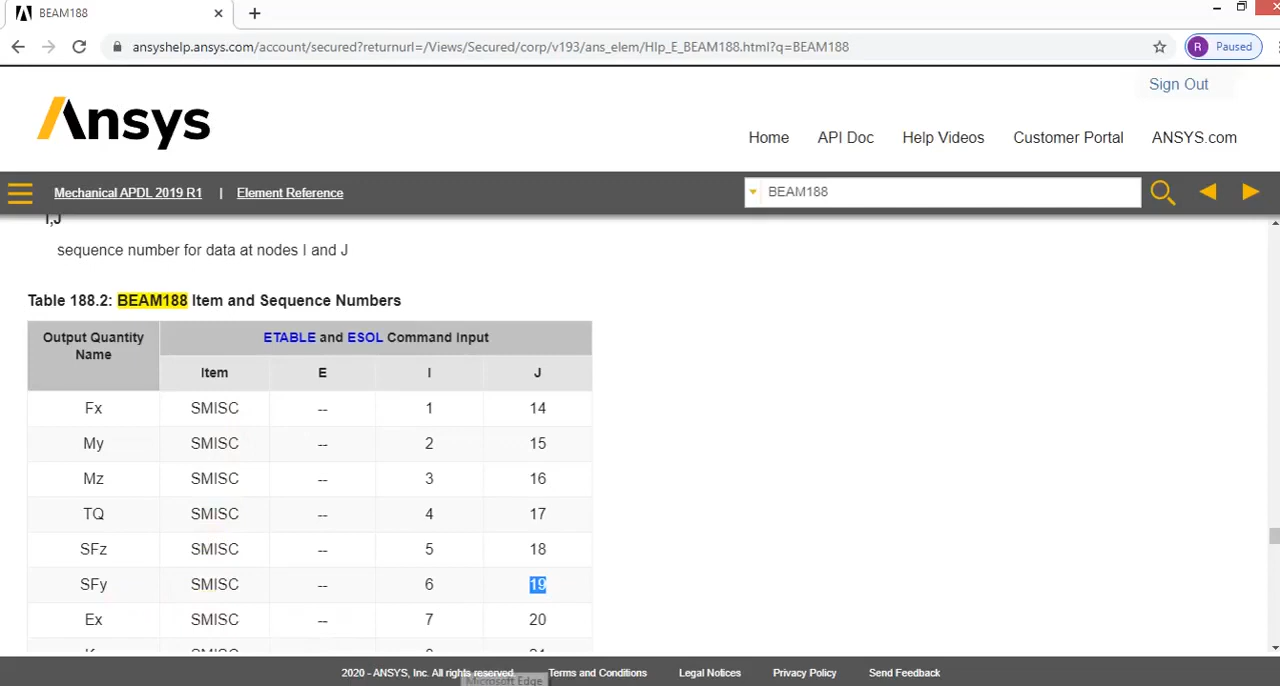 BEAM188
ansyshelp.ansys.com/account/secured?returnurl=/Views/Secured/corp/v193/ans_elem/Hlp_E_BEAM188.html?q=BEAM188
R Paused
Sign Out
Ansys
Home API Doc Help Videos Customer Portal ANSYS.com
Mechanical APDL 2019 R1 | Element Reference BEAM188
I,J
sequence number for data at nodes I and J
Table 188.2: BEAM188 Item and Sequence Numbers
Output Quantity Name ETABLE and ESOL Command Input
Item E I J
Fx SMISC -- 1 14
My SMISC -- 2 15
Mz SMISC -- 3 16
TQ SMISC -- 4 17
SFz SMISC -- 5 18
SFy SMISC -- 6 19
Ex SMISC -- 7 20
2020 - ANSYS, Inc. All rights reserved. Terms and Conditions Legal Notices Privacy Policy Send Feedback
Microsoft Edge